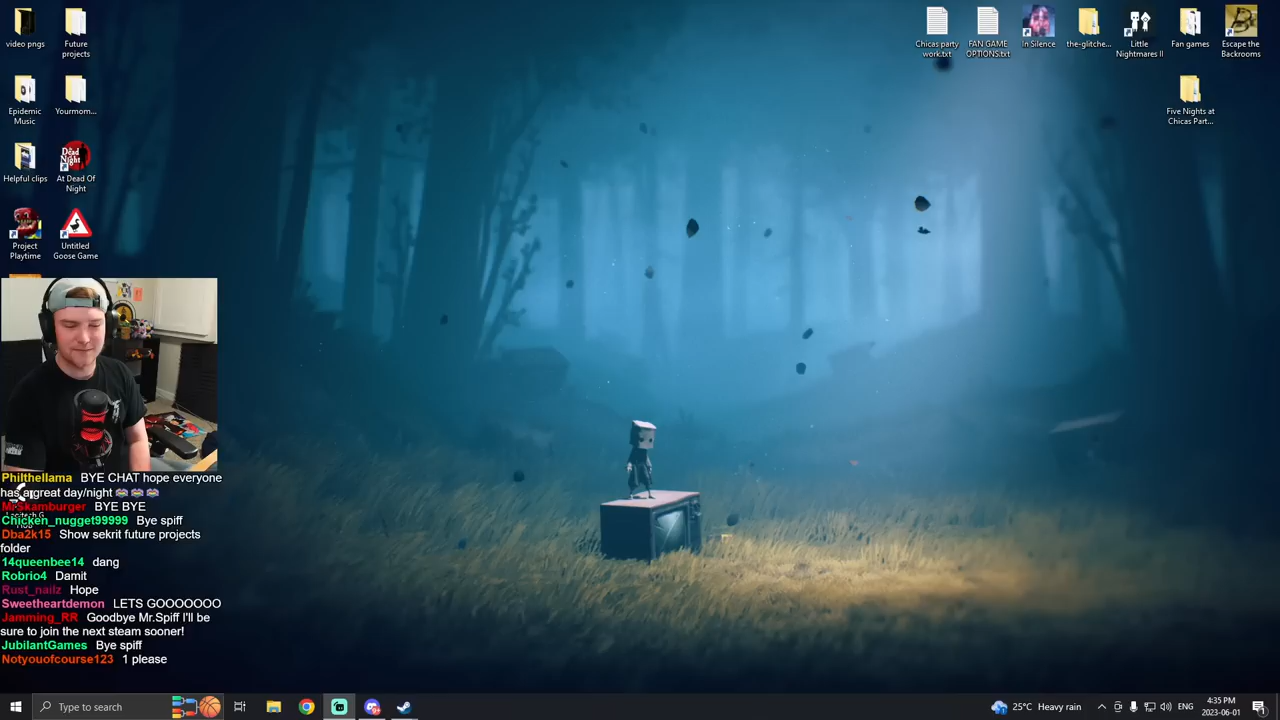 video pngs
Future
projects
Epidemic
Music
Yourmom...
Helpful clips
At Dead Of
Night
Project
Playtime
Untitled
Goose Game
Chicas party
work.txt
FAN GAME
OPTIONS.txt
In Silence
the-glitche...
Little
Nightmares II
Fan games
Escape the
Backrooms
Five Nights at
Chicas Part...
Philthellama BYE CHAT hope everyone
has a great day/night
MrSkamburger BYE BYE
Chicken_nugget99999 Bye spiff
Dba2k15 Show sekrit future projects
folder
14queenbee14 dang
Robrio4 Damit
Rust_nailz Hope
Sweetheartdemon LETS GOOOOOOO
Jamming_RR Goodbye Mr.Spiff I'll be
sure to join the next steam sooner!
JubilantGames Bye spiff
Notyouofcourse123 1 please
Type to search
25°C Heavy rain
ENG
4:35 PM
2023-06-01